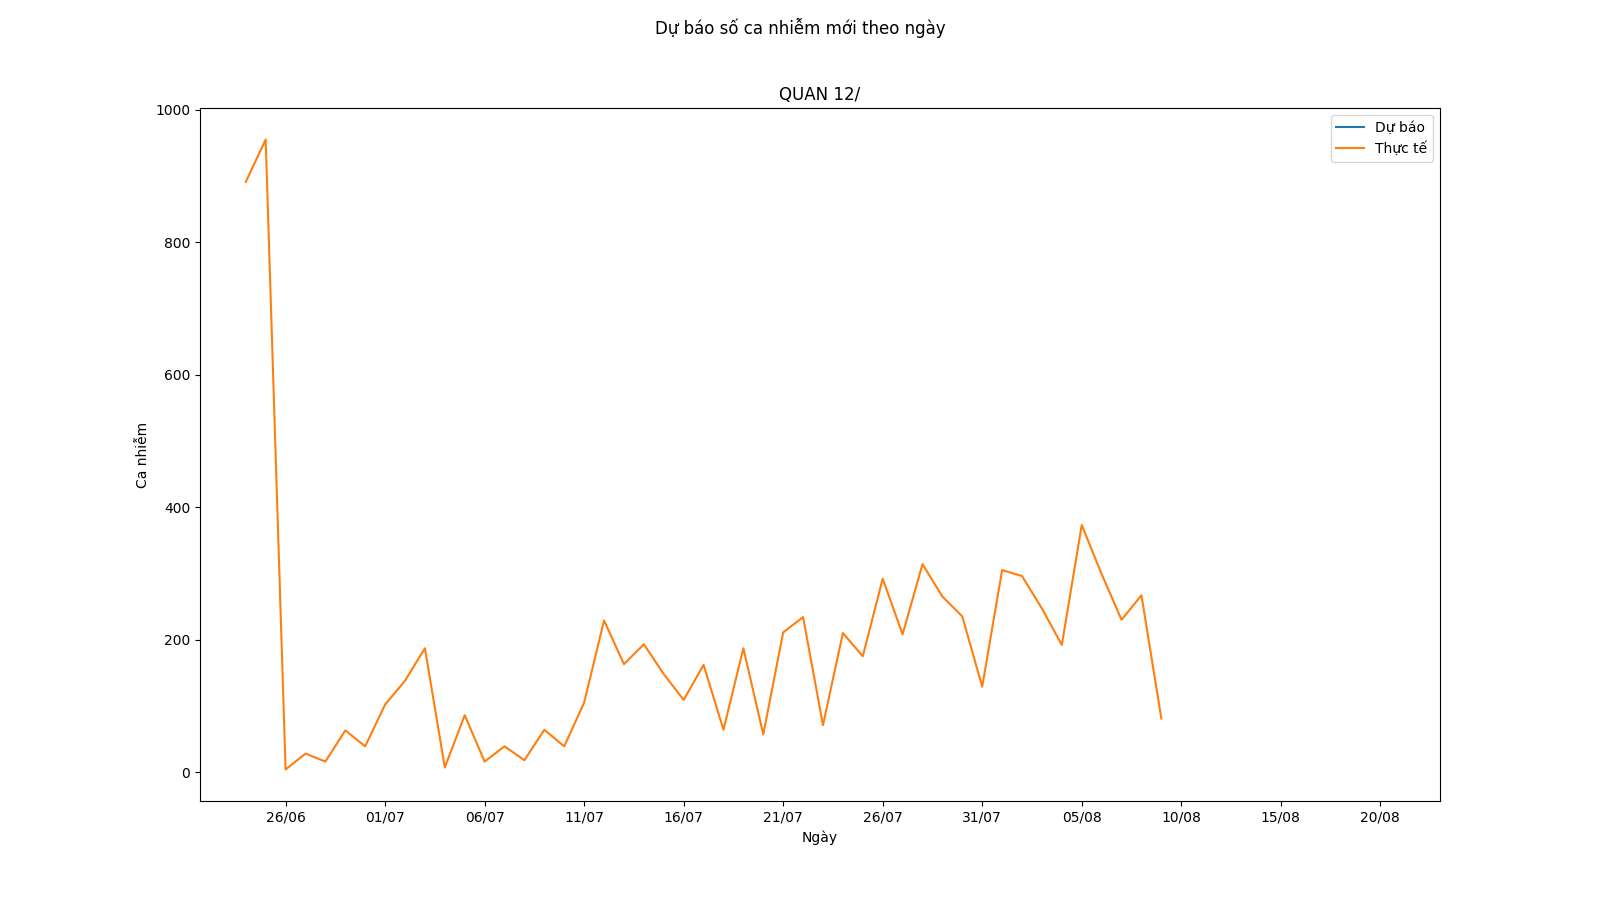 Dự báo số ca nhiễm mới theo ngày
QUAN 12/
1000
800
600
400
200
0
Ca nhiễm
Dự báo
Thực tế
26/06 01/07 06/07 11/07 16/07 21/07 26/07 31/07 05/08 10/08 15/08 20/08
Ngày